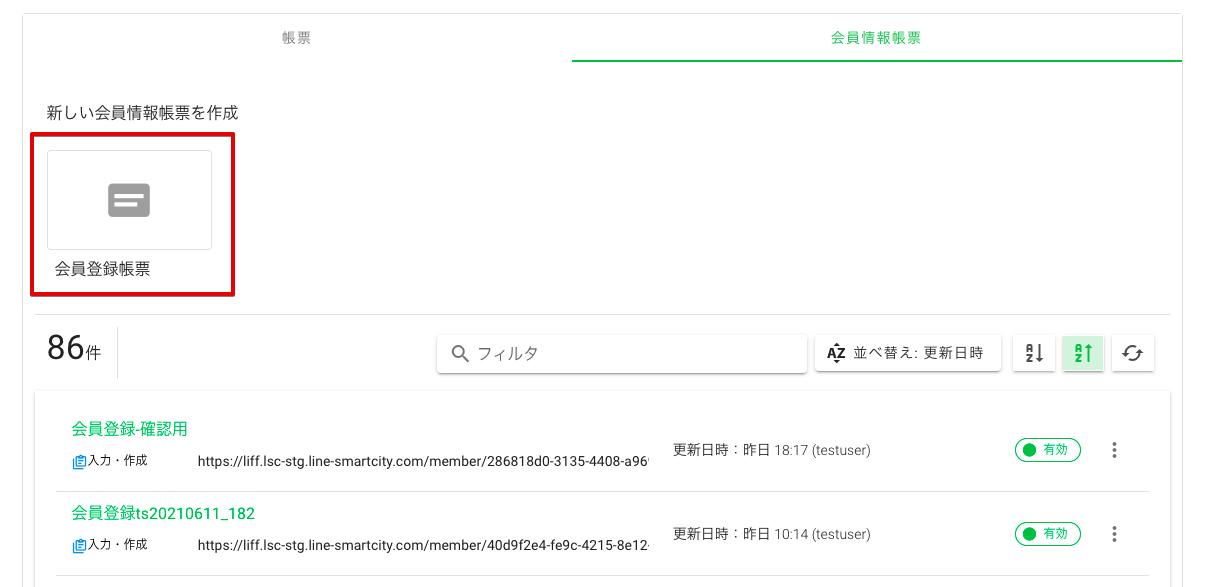 帳票
会員情報帳票
新しい会員情報帳票を作成
会員登録帳票
86件
フィルタ
AZ 並べ替え: 更新日時
AZ
AZ
会員登録-確認用
入力・作成 https://liff.lsc-stg.line-smartcity.com/member/286818d0-3135-4408-a96
更新日時：昨日 18:17 (testuser)
有効
会員登録ts20210611_182
入力・作成 https://liff.lsc-stg.line-smartcity.com/member/40d9f2e4-fe9c-4215-8e12-
更新日時：昨日 10:14 (testuser)
有効